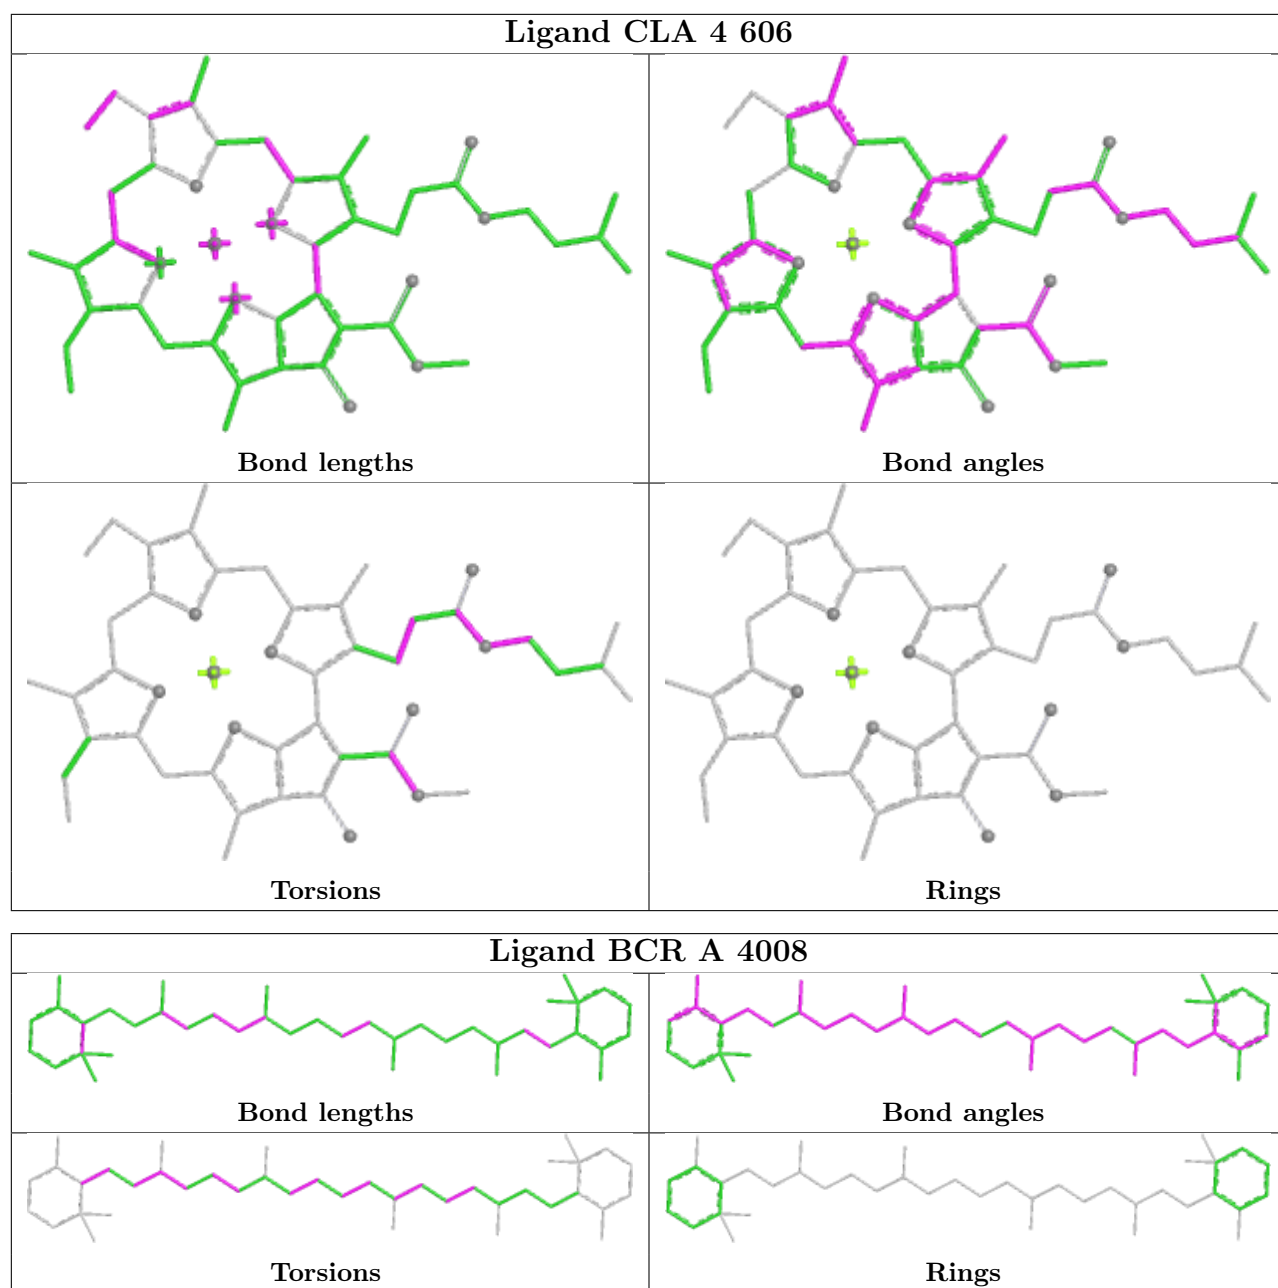 Ligand CLA 4 606
Bond lengths
Bond angles
Torsions
Rings
Ligand BCR A 4008
Bond lengths
Bond angles
Torsions
Rings